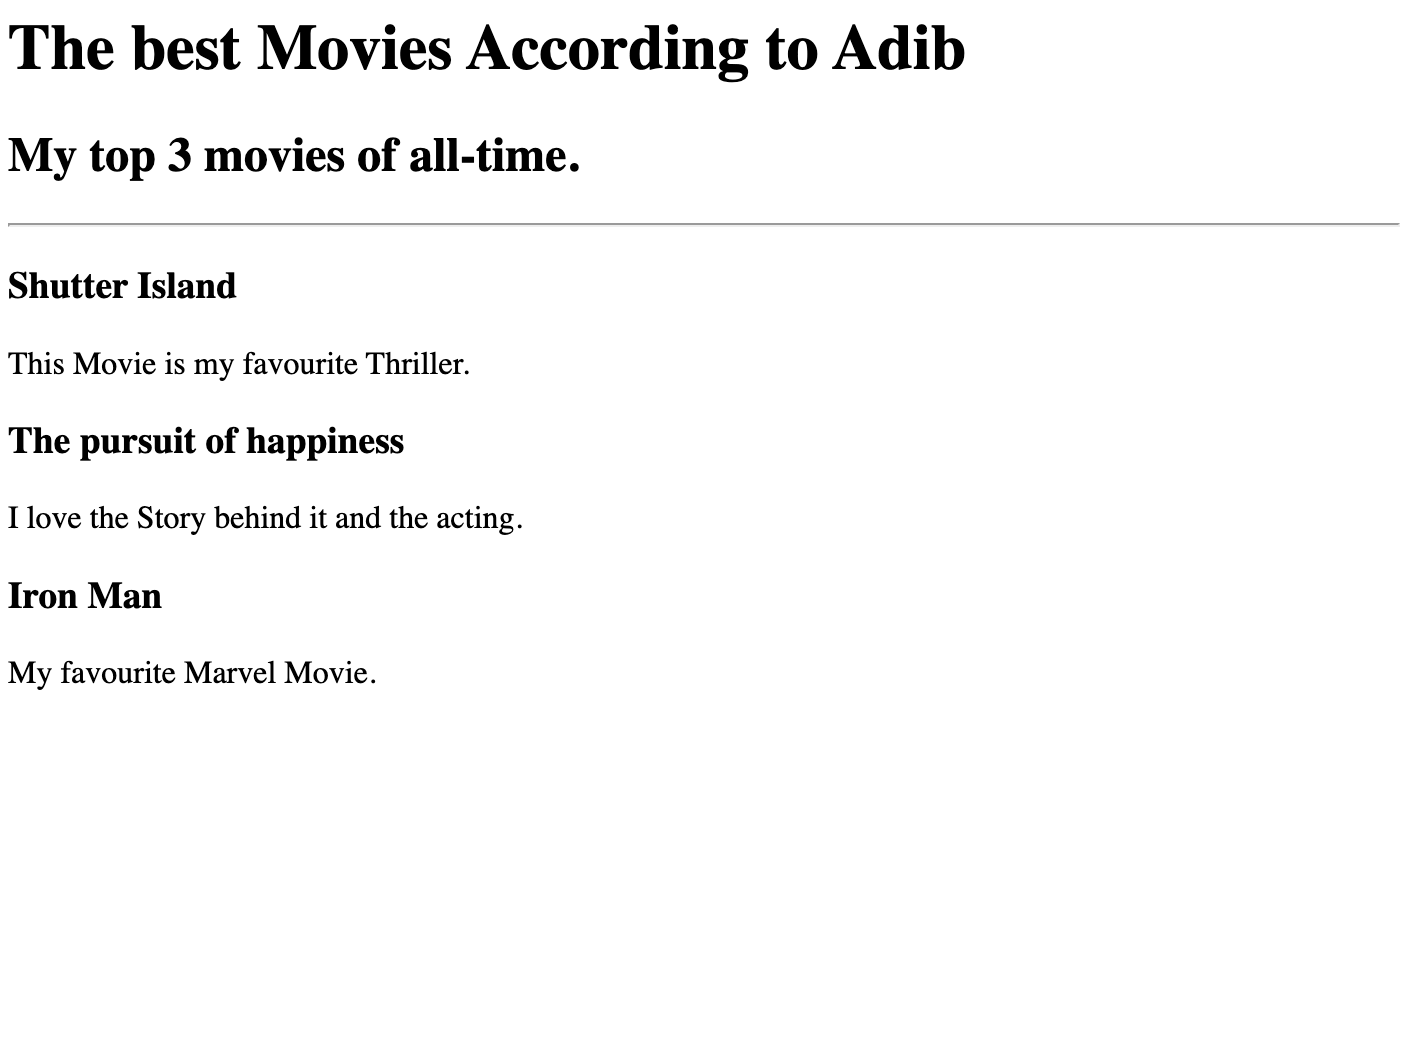 The best Movies According to Adib
My top 3 movies of all-time.
Shutter Island
This Movie is my favourite Thriller.
The pursuit of happiness
I love the Story behind it and the acting.
Iron Man
My favourite Marvel Movie.